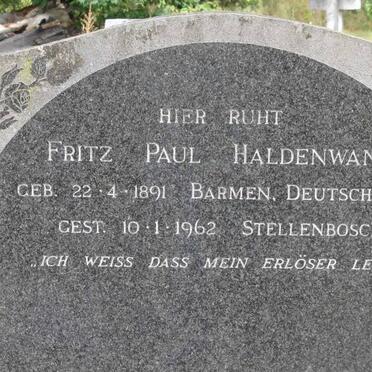 HIER RUHT
FRITZ PAUL HALDENWAN
GEB. 22·4·1891 BARMEN, DEUTSCH
GEST. 10·1·1962 STELLENBOSC
„ICH WEISS DASS MEIN ERLÖSER LE